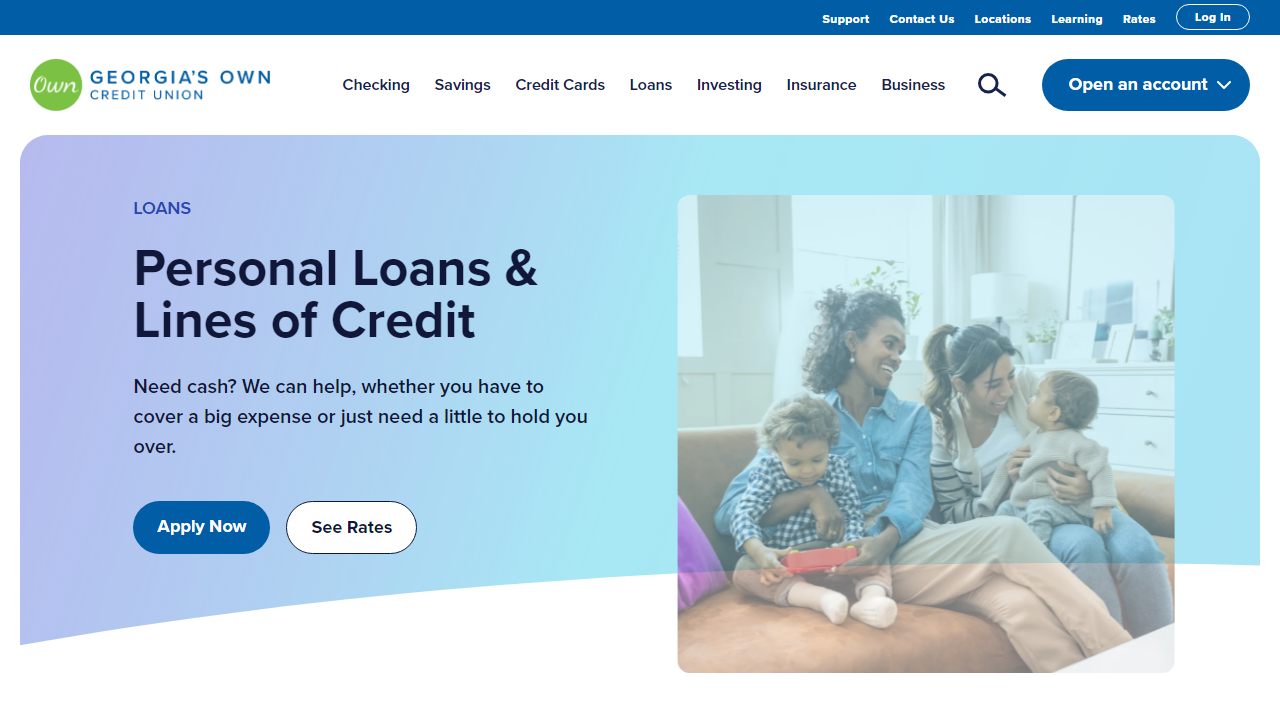 Support Contact Us Locations Learning Rates Log In
Own GEORGIA'S OWN
CREDIT UNION
Checking Savings Credit Cards Loans Investing Insurance Business Open an account
LOANS
Personal Loans &
Lines of Credit
Need cash? We can help, whether you have to
cover a big expense or just need a little to hold you
over.
Apply Now See Rates